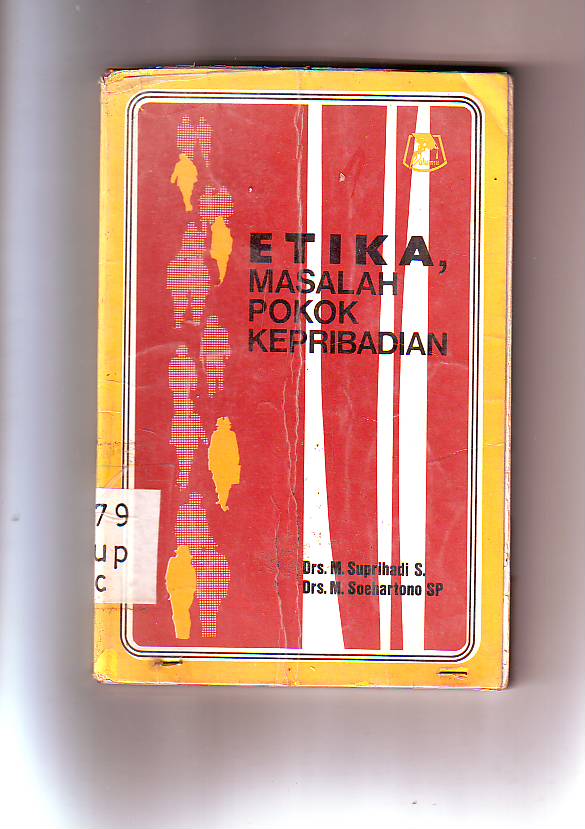 ETIKA,
MASALAH
POKOK
KEPRIBADIAN
79
up
c
Drs. M. Suprihadi S.
Drs. M. Soehartono SP